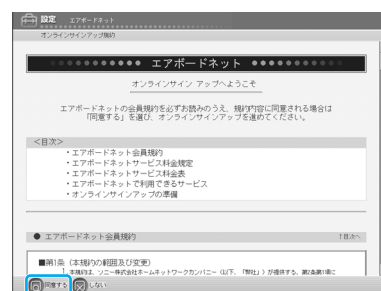 設定 エアボードネット
オンラインサインアップ規約
エアボードネット
オンラインサイン アップへようこそ
エアボードネットの会員規約を必ずお読みのうえ、規約内容に同意される場合は
「同意する」を選び、オンラインサインアップを進めてください。
<目次>
・エアボードネット会員規約
・エアボードネットサービス料金規定
・エアボードネットサービス料金表
・エアボードネットで利用できるサービス
・オンラインサインアップの準備
● エアボードネット会員規約 ↑目次へ
■第1条（本規約の範囲及び変更）
1. 本規約は、ソニー株式会社ホームネットワークカンパニー（以下、「弊社」）が提供する、第2条第1項に
同意する しない